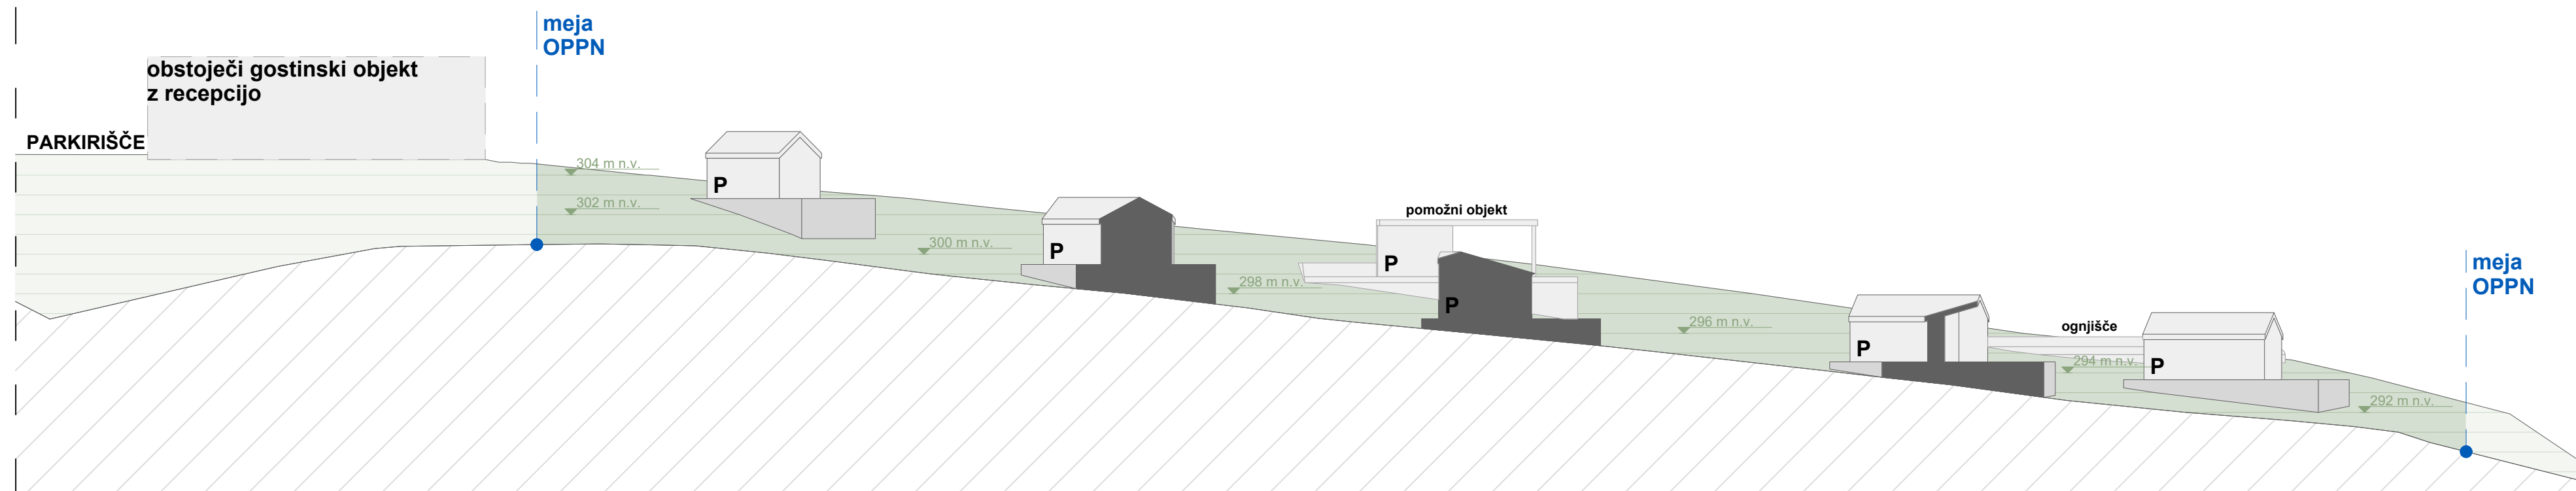 meja
OPPN
obstoječi gostinski objekt
z recepcijo
PARKIRIŠČE
304 m n.v.
302 m n.v.
P
300 m n.v.
P
298 m n.v.
pomožni objekt
P
P
296 m n.v.
P
ognjišče
294 m n.v.
P
292 m n.v.
meja
OPPN